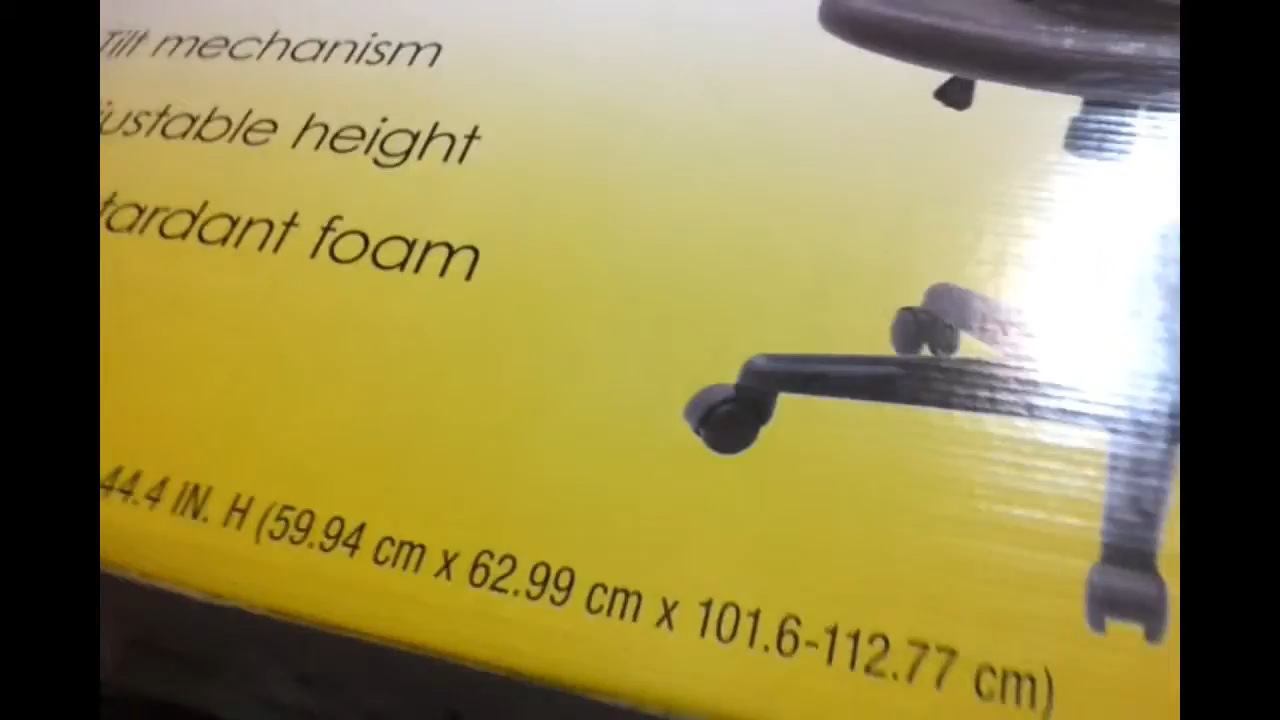 Tilt mechanism
justable height
tardant foam
44.4 IN. H (59.94 cm x 62.99 cm x 101.6-112.77 cm)